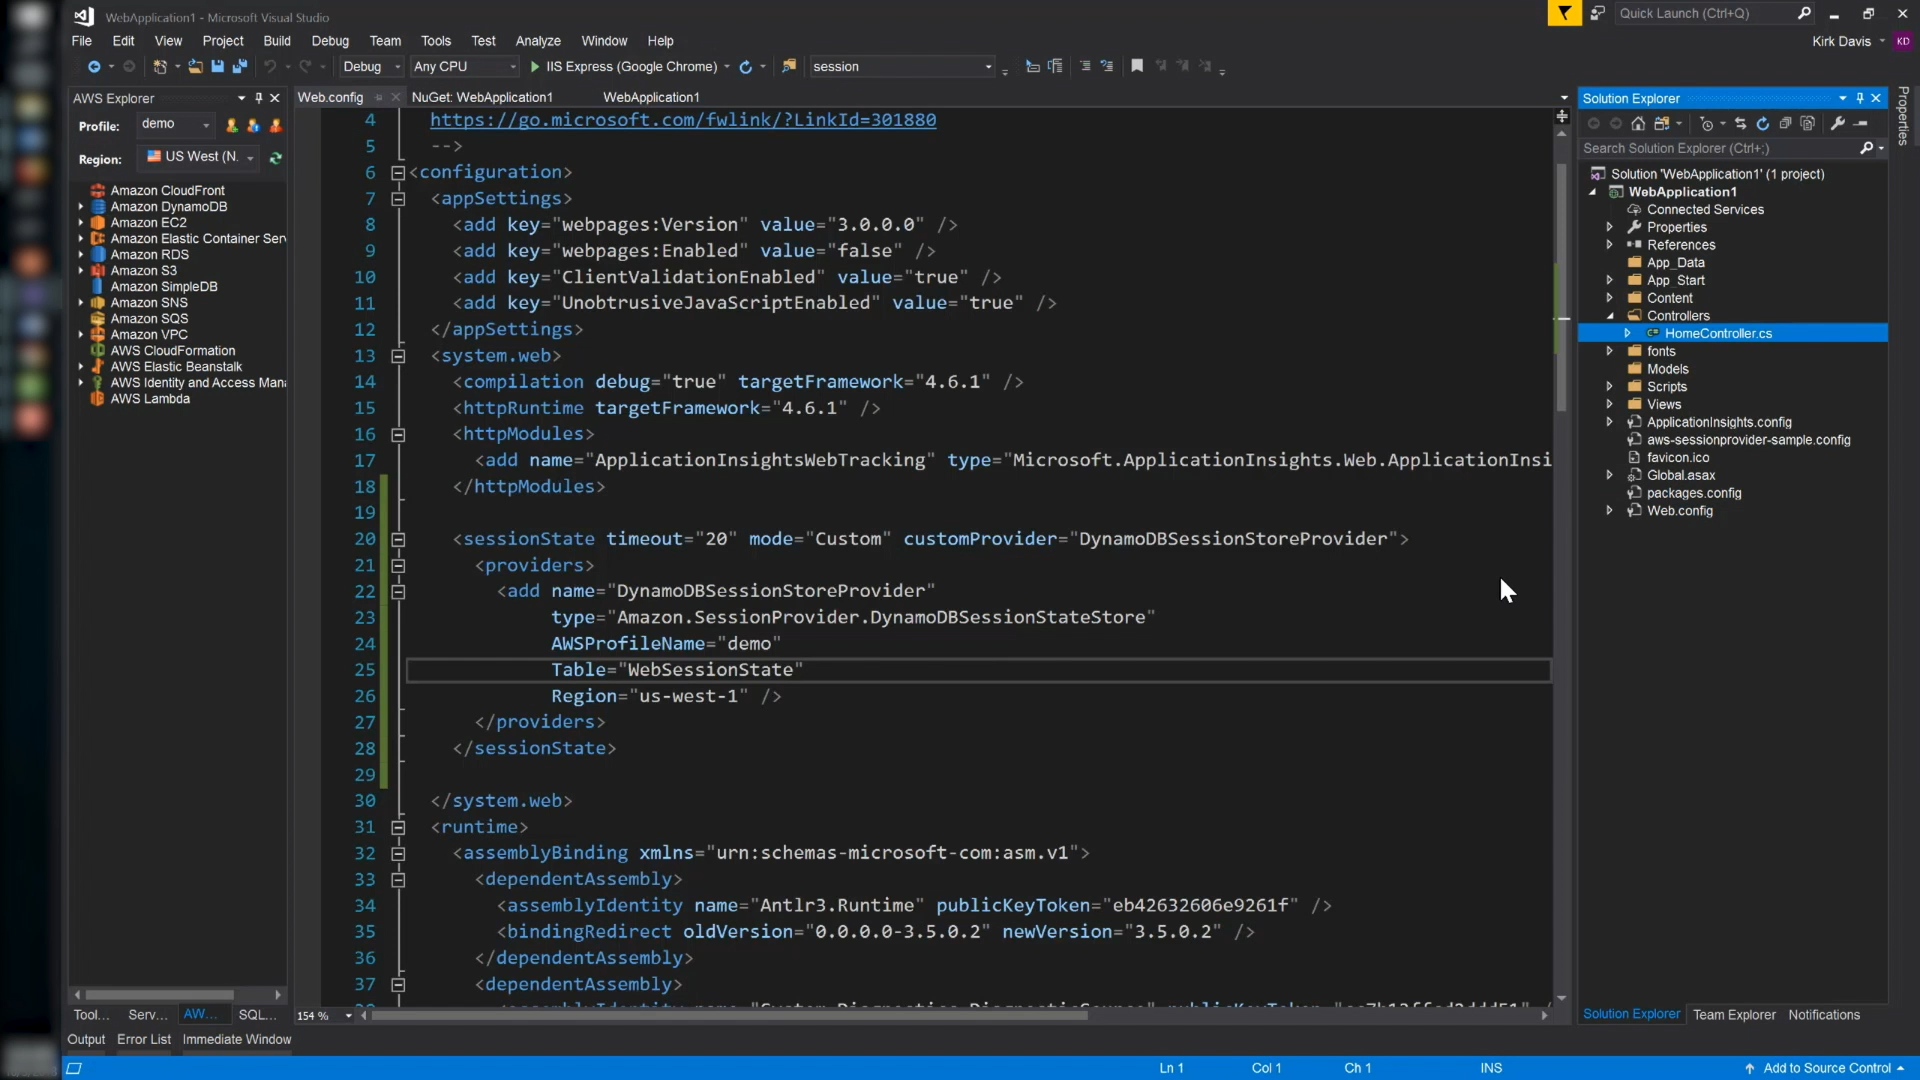 WebApplication1 - Microsoft Visual Studio
Quick Launch (Ctrl+Q)
File Edit View Project Build Debug Team Tools Test Analyze Window Help
Kirk Davis KD
Debug Any CPU IIS Express (Google Chrome) session
AWS Explorer
Profile: demo
Region: US West (N.
Amazon CloudFront
Amazon DynamoDB
Amazon EC2
Amazon Elastic Container Serv
Amazon RDS
Amazon S3
Amazon SimpleDB
Amazon SNS
Amazon SQS
Amazon VPC
AWS CloudFormation
AWS Elastic Beanstalk
AWS Identity and Access Mana
AWS Lambda
Tool... Serv... AW... SQL...
Web.config NuGet: WebApplication1 WebApplication1
4 https://go.microsoft.com/fwlink/?LinkId=301880
5 -->
6 <configuration>
7 <appSettings>
8 <add key="webpages:Version" value="3.0.0.0" />
9 <add key="webpages:Enabled" value="false" />
10 <add key="ClientValidationEnabled" value="true" />
11 <add key="UnobtrusiveJavaScriptEnabled" value="true" />
12 </appSettings>
13 <system.web>
14 <compilation debug="true" targetFramework="4.6.1" />
15 <httpRuntime targetFramework="4.6.1" />
16 <httpModules>
17 <add name="ApplicationInsightsWebTracking" type="Microsoft.ApplicationInsights.Web.ApplicationInsi
18 </httpModules>
19
20 <sessionState timeout="20" mode="Custom" customProvider="DynamoDBSessionStoreProvider">
21 <providers>
22 <add name="DynamoDBSessionStoreProvider"
23 type="Amazon.SessionProvider.DynamoDBSessionStateStore"
24 AWSProfileName="demo"
25 Table="WebSessionState"
26 Region="us-west-1" />
27 </providers>
28 </sessionState>
29
30 </system.web>
31 <runtime>
32 <assemblyBinding xmlns="urn:schemas-microsoft-com:asm.v1">
33 <dependentAssembly>
34 <assemblyIdentity name="Antlr3.Runtime" publicKeyToken="eb42632606e9261f" />
35 <bindingRedirect oldVersion="0.0.0.0-3.5.0.2" newVersion="3.5.0.2" />
36 </dependentAssembly>
37 <dependentAssembly>
154 %
Solution Explorer
Search Solution Explorer (Ctrl+;)
Solution 'WebApplication1' (1 project)
WebApplication1
Connected Services
Properties
References
App_Data
App_Start
Content
Controllers
HomeController.cs
fonts
Models
Scripts
Views
ApplicationInsights.config
aws-sessionprovider-sample.config
favicon.ico
Global.asax
packages.config
Web.config
Solution Explorer Team Explorer Notifications
Properties
Output Error List Immediate Window
Ln 1 Col 1 Ch 1 INS Add to Source Control